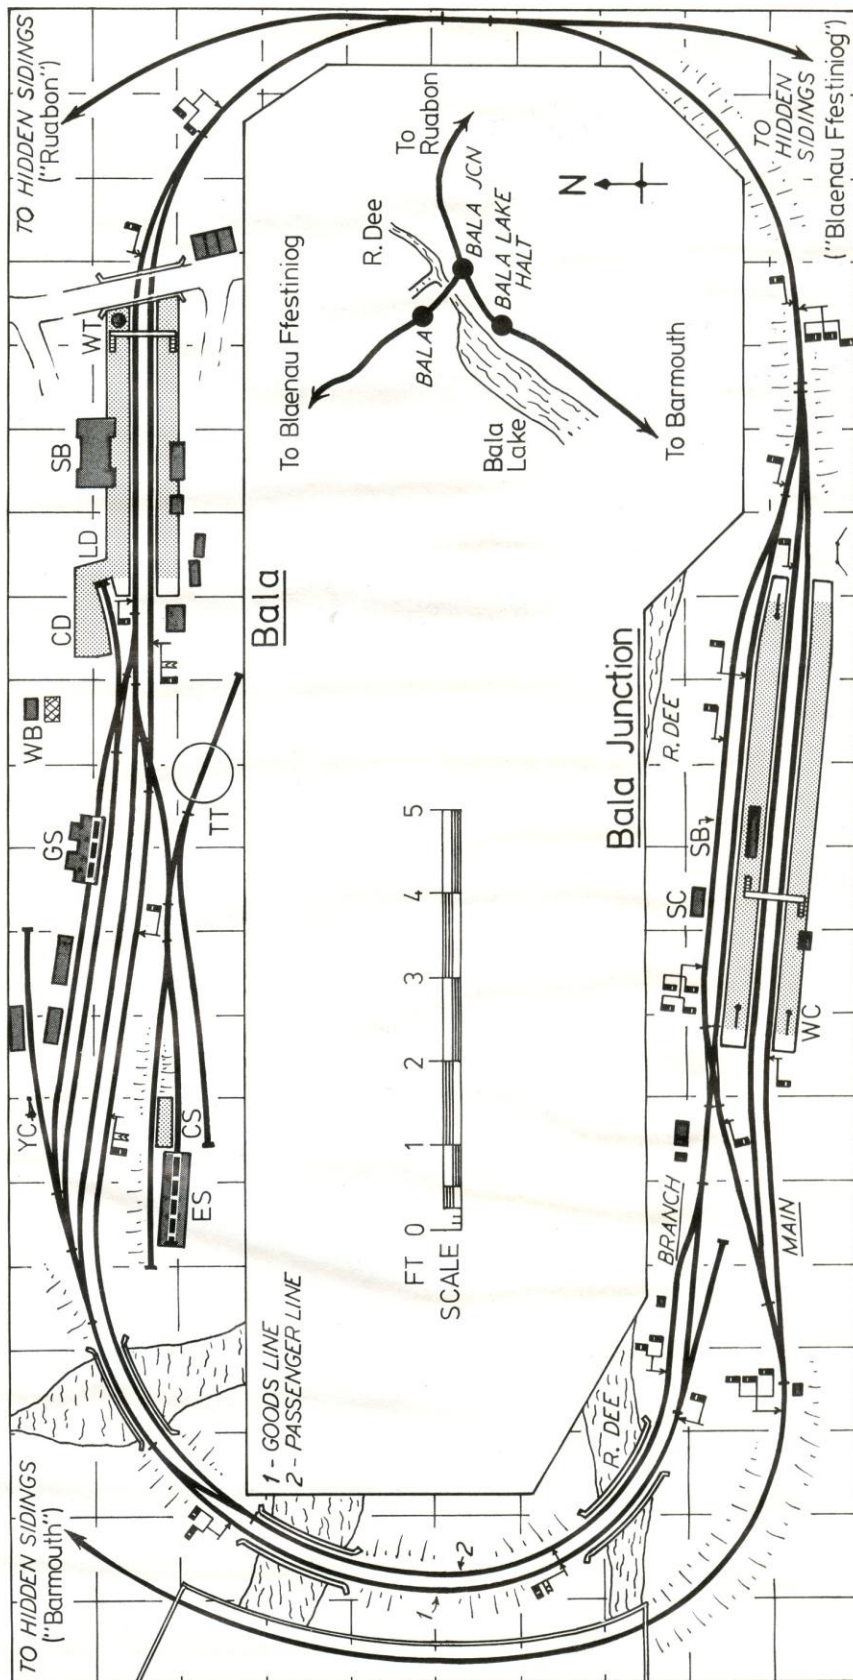 TO HIDDEN SIDINGS
("Barmouth")
YC
GS
WB
CD
LD
SB
WT
TO HIDDEN SIDINGS
("Ruabon")
ES
CS
TT
Bala
1 - GOODS LINE
2 - PASSENGER LINE
FT 0 1 2 3 4 5
SCALE
To Blaenau Ffestiniog
R. Dee
To
Ruabon
BALA
BALA JCN
BALA LAKE
HALT
Bala
Lake
To Barmouth
N
1
2
R. DEE
Bala Junction
R. DEE
BRANCH
MAIN
SC
SB
WC
TO
HIDDEN
SIDINGS
("Blaenau Ffestiniog")